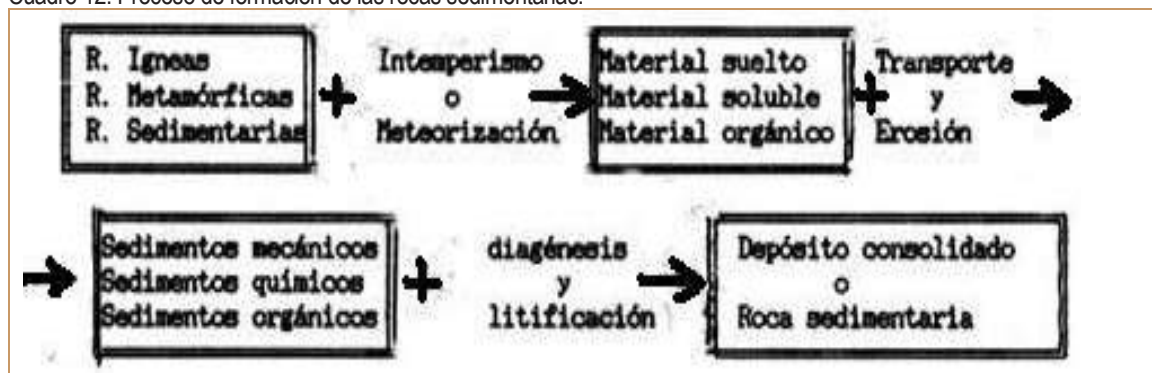 Cuadro 12. Proceso de formación de las rocas sedimentarias.
R. Igneas
R. Metamórficas
R. Sedimentarias
+
Intemperismo
o
Meteorización
Material suelto
Material soluble
Material orgánico
+
Transporte
y
Erosión
Sedimentos mecánicos
Sedimentos químicos
Sedimentos orgánicos
+
diagénesis
y
litificación
Depósito consolidado
o
Roca sedimentaria